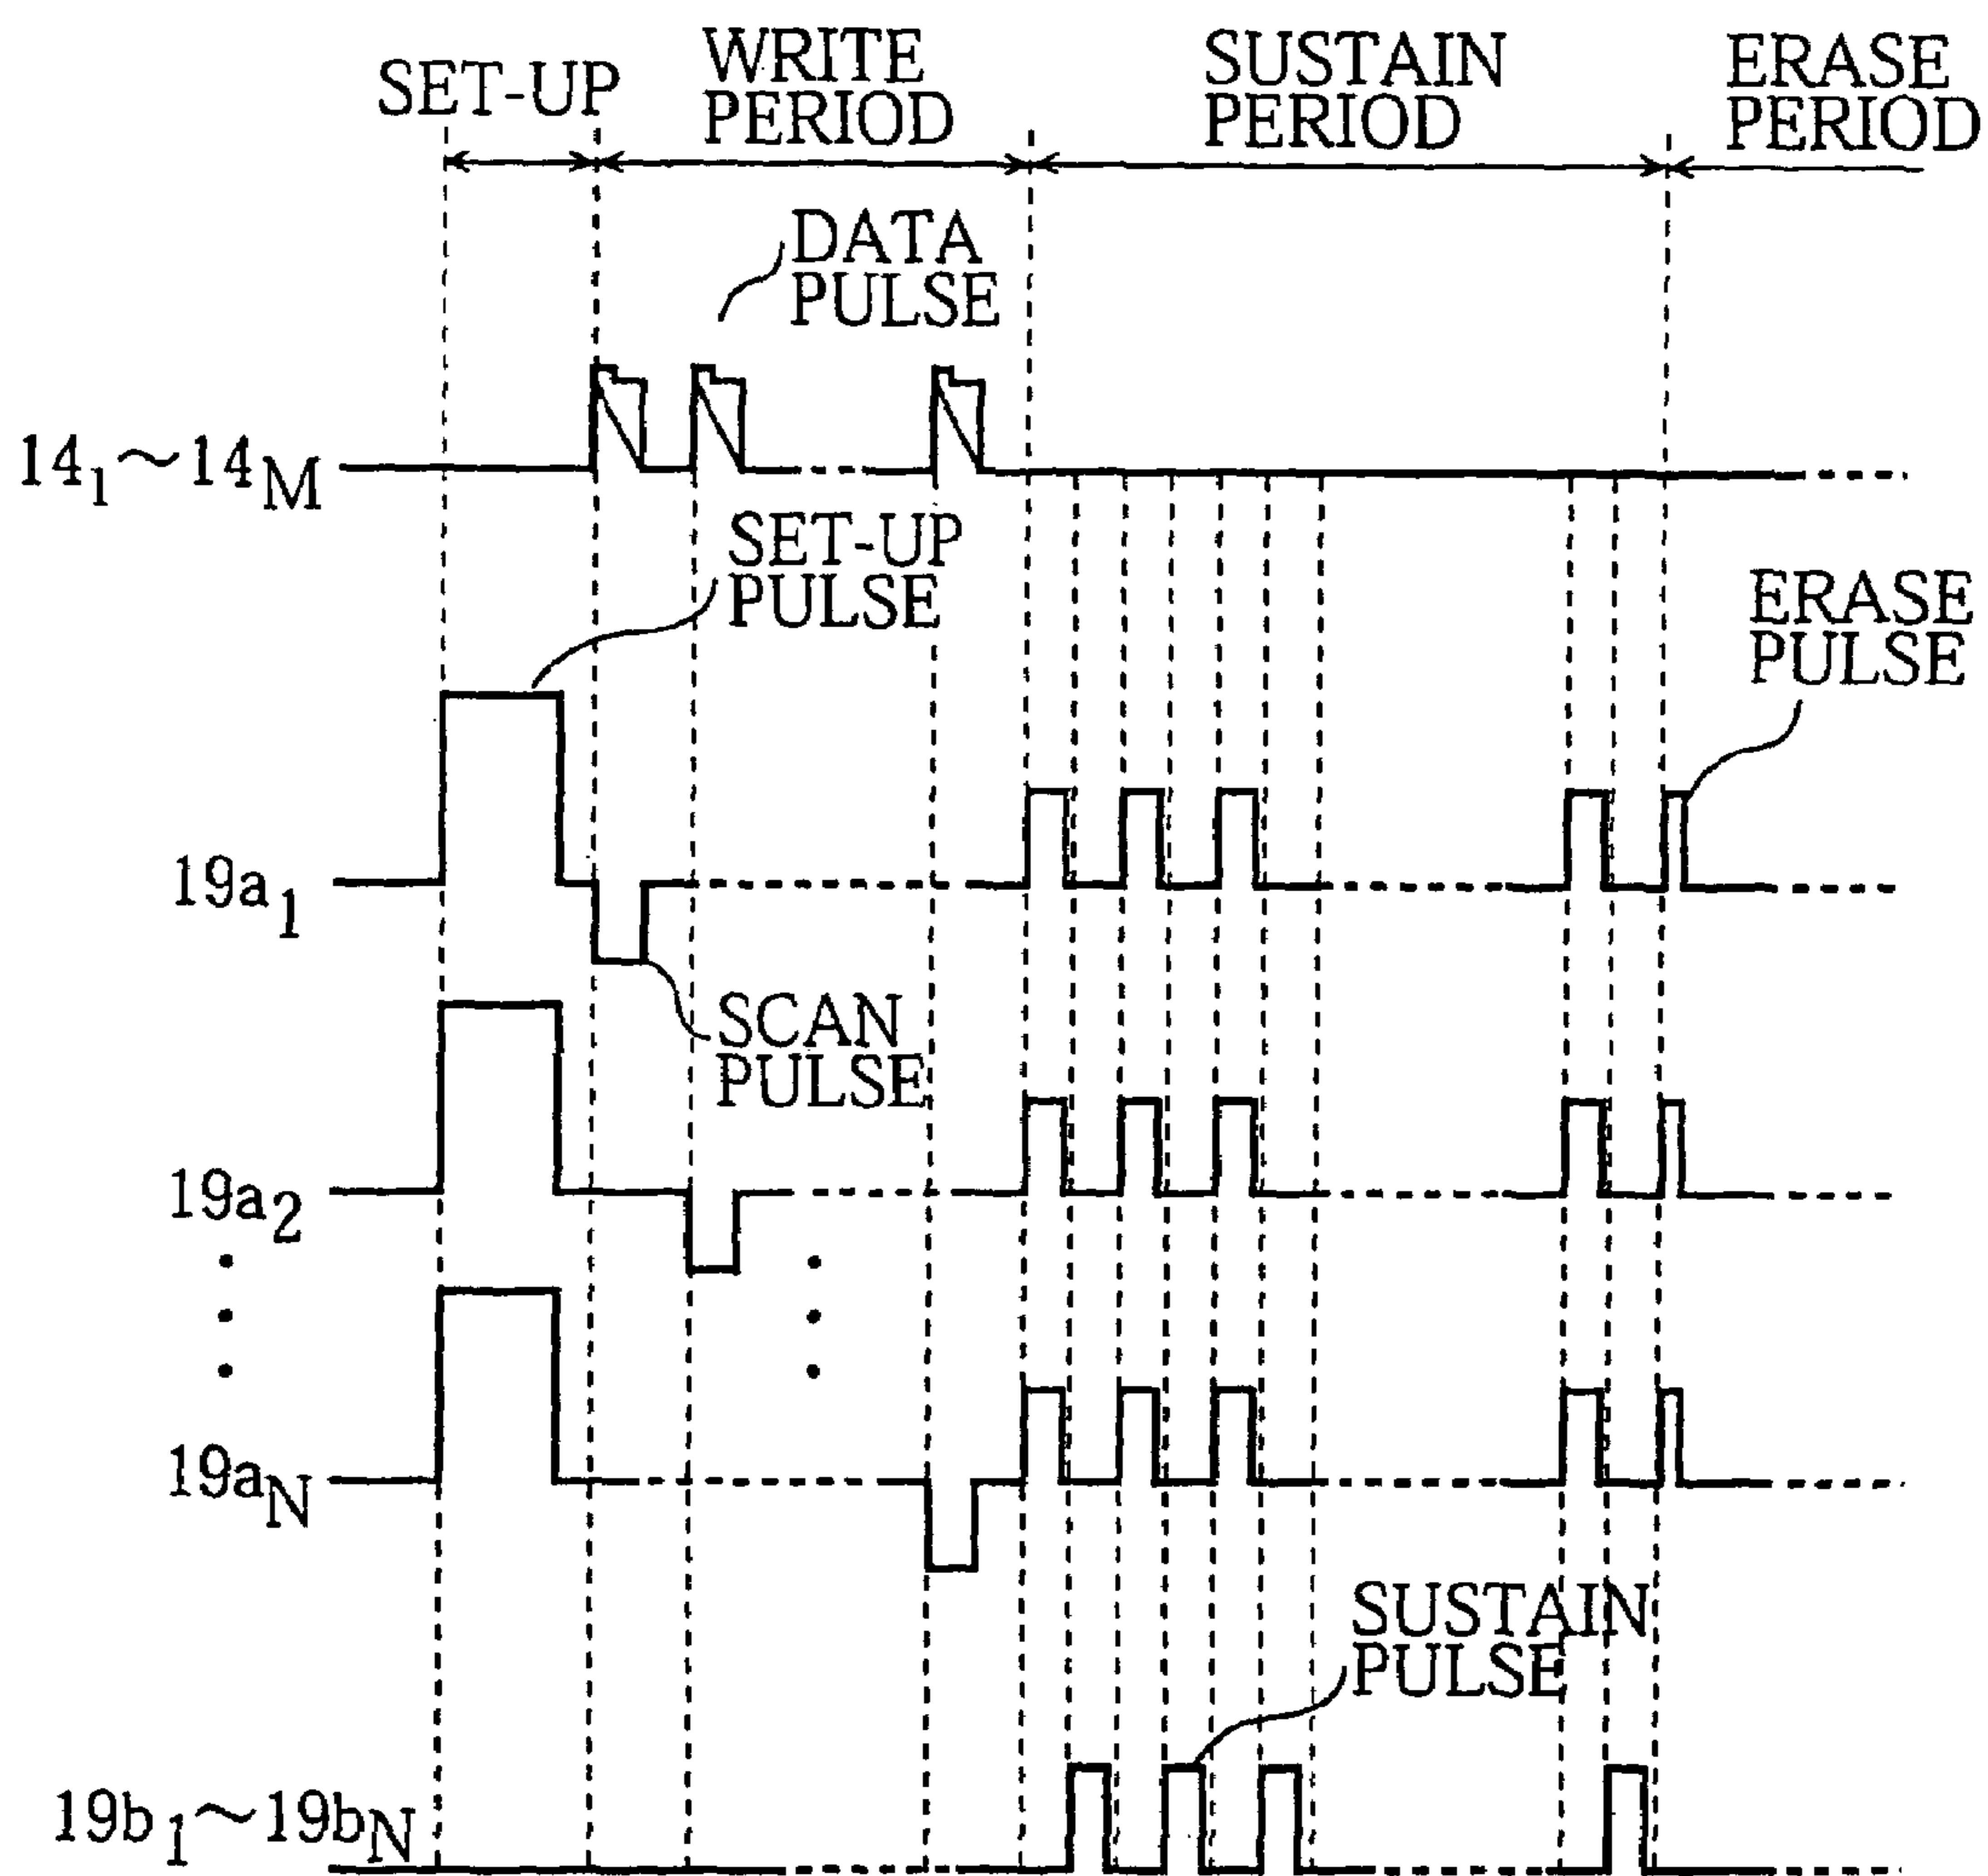 SET-UP
WRITE
PERIOD
SUSTAIN
PERIOD
ERASE
PERIOD
DATA
PULSE
14₁~14M
SET-UP
PULSE
ERASE
PULSE
19a₁
SCAN
PULSE
19a₂
19aN
SUSTAIN
PULSE
19b₁~19bN